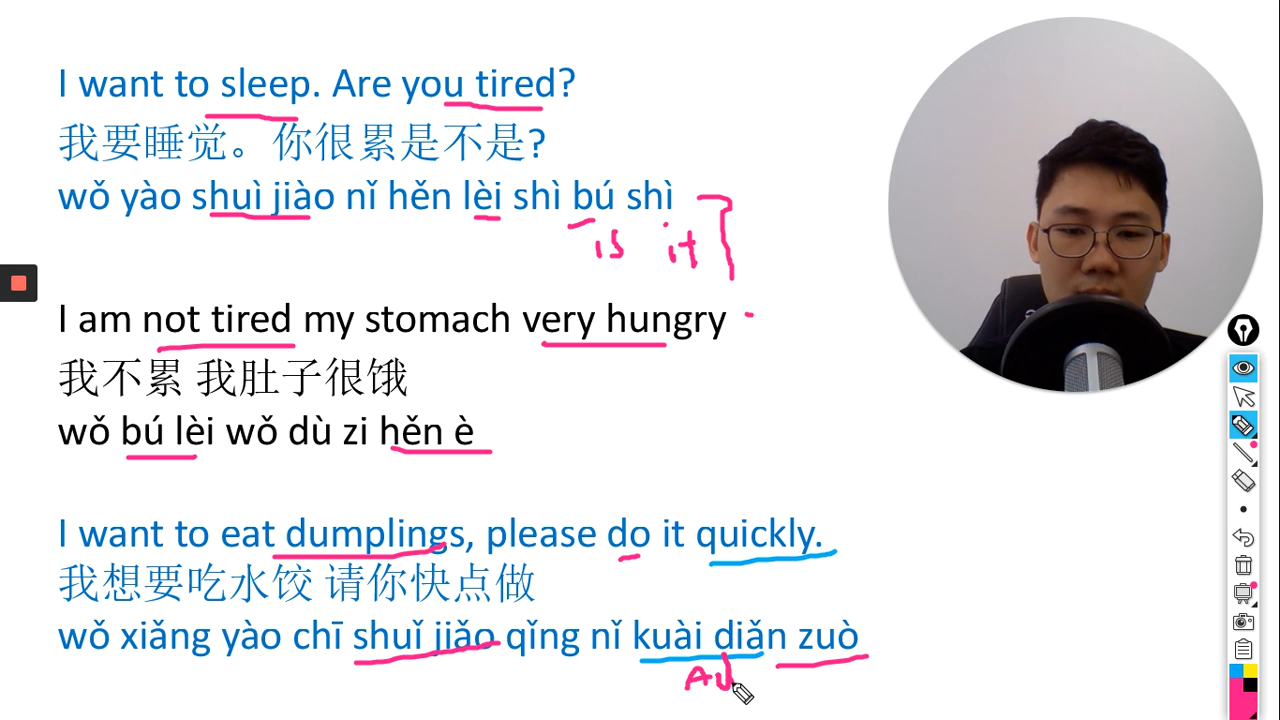 I want to sleep. Are you tired?
我要睡觉。你很累是不是?
wǒ yào shuì jiào nǐ hěn lèi shì bú shì
is it
I am not tired my stomach very hungry
我不累 我肚子很饿
wǒ bú lèi wǒ dù zi hěn è
I want to eat dumplings, please do it quickly.
我想要吃水饺 请你快点做
wǒ xiǎng yào chī shuǐ jiǎo qǐng nǐ kuài diǎn zuò